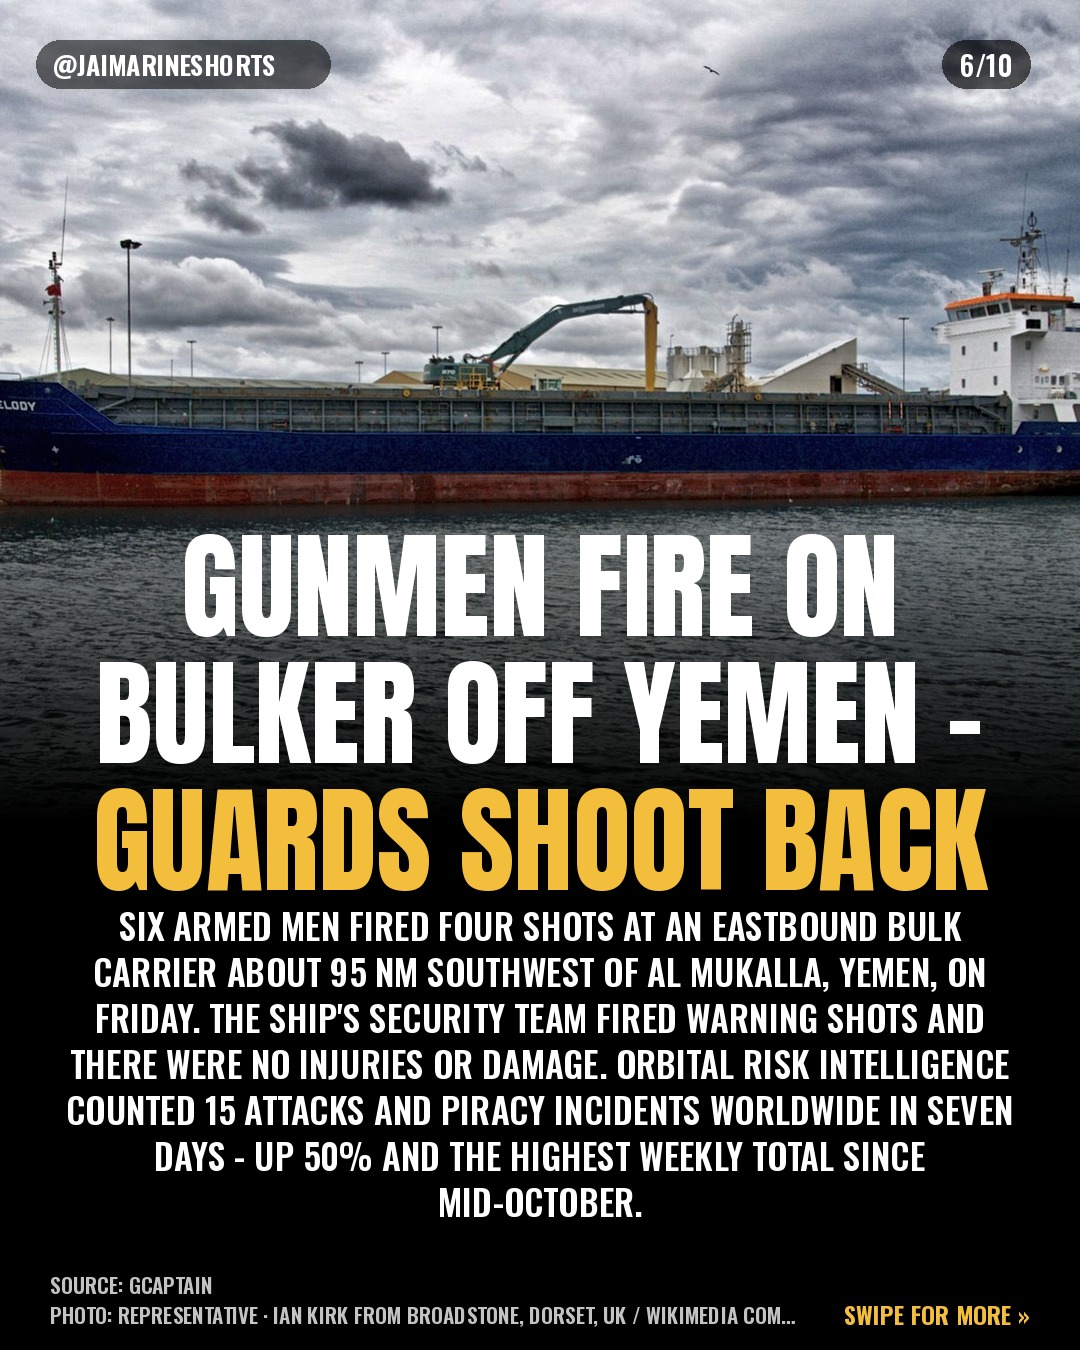 @JAIMARINESHORTS
6/10
ELODY
GUNMEN FIRE ON
BULKER OFF YEMEN -
GUARDS SHOOT BACK
SIX ARMED MEN FIRED FOUR SHOTS AT AN EASTBOUND BULK
CARRIER ABOUT 95 NM SOUTHWEST OF AL MUKALLA, YEMEN, ON
FRIDAY. THE SHIP'S SECURITY TEAM FIRED WARNING SHOTS AND
THERE WERE NO INJURIES OR DAMAGE. ORBITAL RISK INTELLIGENCE
COUNTED 15 ATTACKS AND PIRACY INCIDENTS WORLDWIDE IN SEVEN
DAYS - UP 50% AND THE HIGHEST WEEKLY TOTAL SINCE
MID-OCTOBER.
SOURCE: GCAPTAIN
PHOTO: REPRESENTATIVE · IAN KIRK FROM BROADSTONE, DORSET, UK / WIKIMEDIA COM...
SWIPE FOR MORE »